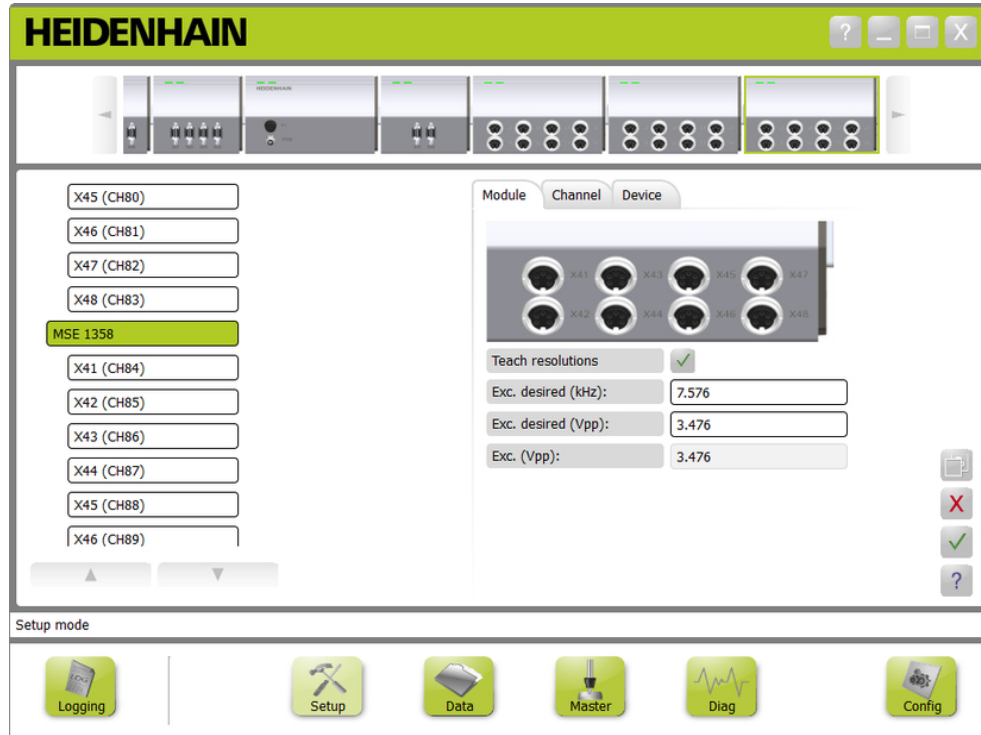 HEIDENHAIN
?
X
HEIDENHAIN
X45 (CH80)
X46 (CH81)
X47 (CH82)
X48 (CH83)
MSE 1358
X41 (CH84)
X42 (CH85)
X43 (CH86)
X44 (CH87)
X45 (CH88)
X46 (CH89)
Module Channel Device
X41 X43 X45 X47
X42 X44 X46 X48
Teach resolutions
Exc. desired (kHz): 7.576
Exc. desired (Vpp): 3.476
Exc. (Vpp): 3.476
X
?
Setup mode
LOG
Logging Setup Data Master Diag Config